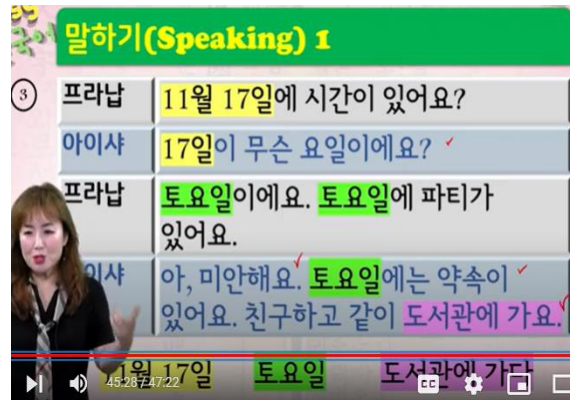 말하기(Speaking) 1
3
프라납 11월 17일에 시간이 있어요?
아이샤 17일이 무슨 요일이에요?
프라납 토요일이에요. 토요일에 파티가
있어요.
이샤 아, 미안해요. 토요일에는 약속이
있어요. 친구하고 같이 도서관에 가요.
11월 17일 토요일 도서관에 가다
45:28 / 47:22
CC